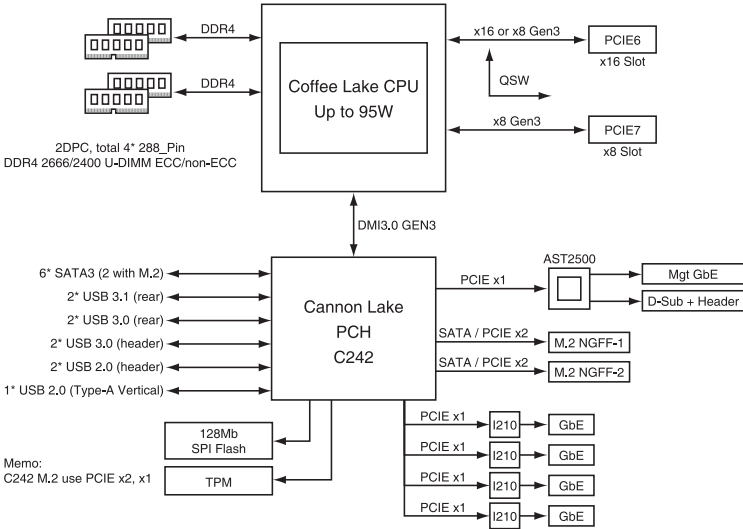 DDR4
DDR4
2DPC, total 4* 288_Pin
DDR4 2666/2400 U-DIMM ECC/non-ECC
Coffee Lake CPU
Up to 95W
x16 or x8 Gen3
PCIE6
x16 Slot
QSW
x8 Gen3
PCIE7
x8 Slot
DMI3.0 GEN3
6* SATA3 (2 with M.2)
2* USB 3.1 (rear)
2* USB 3.0 (rear)
2* USB 3.0 (header)
2* USB 2.0 (header)
1* USB 2.0 (Type-A Vertical)
Cannon Lake
PCH
C242
PCIE x1
AST2500
Mgt GbE
D-Sub + Header
SATA / PCIE x2
M.2 NGFF-1
SATA / PCIE x2
M.2 NGFF-2
128Mb
SPI Flash
TPM
Memo:
C242 M.2 use PCIE x2, x1
PCIE x1
I210
GbE
PCIE x1
I210
GbE
PCIE x1
I210
GbE
PCIE x1
I210
GbE